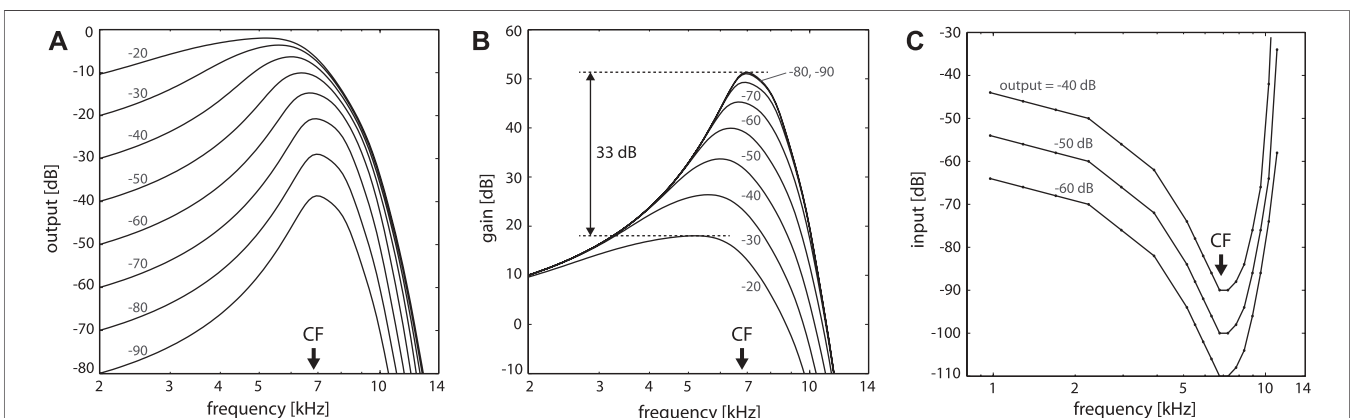 A
output [dB]
0
-10
-20
-30
-40
-50
-60
-70
-80
-20
-30
-40
-50
-60
-70
-80
-90
CF
2 3 4 5 7 10 14
frequency [kHz]
B
gain [dB]
60
50
40
30
20
10
0
-10
33 dB
-80, -90
-70
-60
-50
-40
-30
-20
CF
2 3 4 5 7 10 14
frequency [kHz]
C
input [dB]
-30
-40
-50
-60
-70
-80
-90
-100
-110
output = -40 dB
-50 dB
-60 dB
CF
1 2 5 10 14
frequency [kHz]